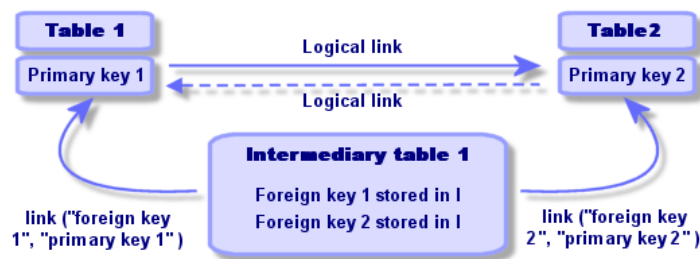 Table 1
Table2
Logical link
Primary key 1
Primary key 2
Logical link
Intermediary table 1
Foreign key 1 stored in I
Foreign key 2 stored in I
link ("foreign key
1", "primary key 1" )
link ("foreign key
2", "primary key 2" )